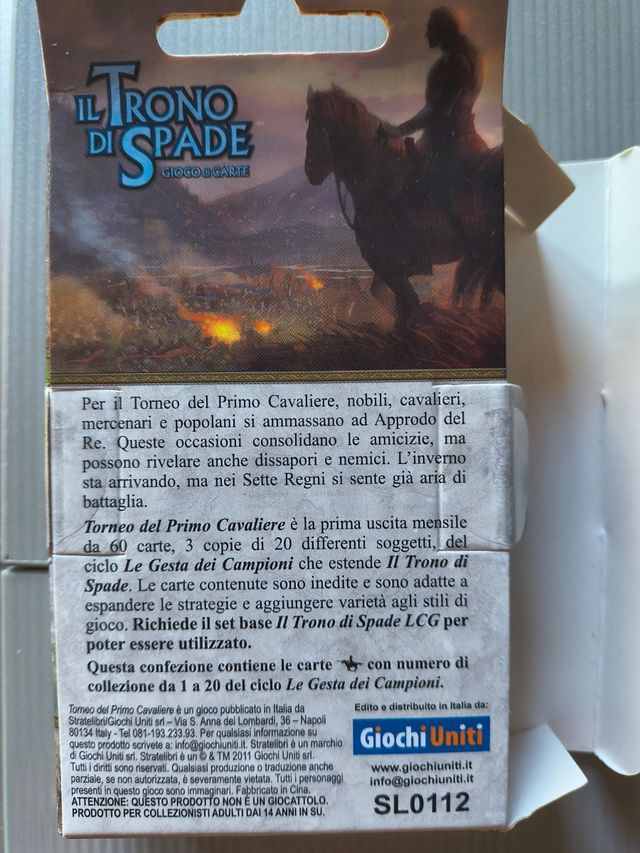 IL TRONO
DI SPADE
GIOCO di CARTE
Per il Torneo del Primo Cavaliere, nobili, cavalieri,
mercenari e popolani si ammassano ad Approdo del
Re. Queste occasioni consolidano le amicizie, ma
possono rivelare anche dissapori e nemici. L'inverno
sta arrivando, ma nei Sette Regni si sente già aria di
battaglia.
Torneo del Primo Cavaliere è la prima uscita mensile
da 60 carte, 3 copie di 20 differenti soggetti, del
ciclo Le Gesta dei Campioni che estende Il Trono di
Spade. Le carte contenute sono inedite e sono adatte a
espandere le strategie e aggiungere varietà agli stili di
gioco. Richiede il set base Il Trono di Spade LCG per
poter essere utilizzato.
Questa confezione contiene le carte con numero di
collezione da 1 a 20 del ciclo Le Gesta dei Campioni.
Torneo del Primo Cavaliere è un gioco pubblicato in Italia da
Stratelibri/Giochi Uniti srl – Via S. Anna dei Lombardi, 36 – Napoli
80134 Italy - Tel 081-193.233.93. Per qualsiasi informazione su
questo prodotto scrivete a: info@giochiuniti.it. Stratelibri è un marchio
di Giochi Uniti srl. Stratelibri è un © & TM 2011 Giochi Uniti srl.
Tutti i diritti sono riservati. Qualsiasi produzione o traduzione anche
parziale, se non autorizzata, è severamente vietata. Tutti i personaggi
presenti in questo gioco sono immaginari. Fabbricato in Cina.
ATTENZIONE: QUESTO PRODOTTO NON È UN GIOCATTOLO.
PRODOTTO PER COLLEZIONISTI ADULTI DAI 14 ANNI IN SU.
Edito e distribuito in Italia da:
Giochi Uniti
www.giochiuniti.it
info@giochiuniti.it
SL0112